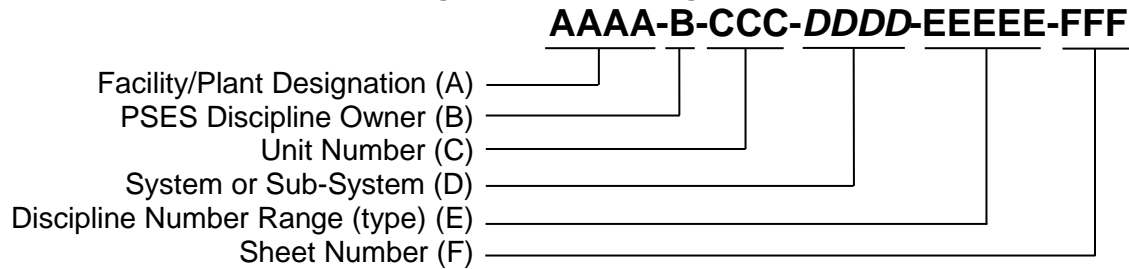 AAAA-B-CCC-DDDD-EEEEE-FFF
Facility/Plant Designation (A)
PSES Discipline Owner (B)
Unit Number (C)
System or Sub-System (D)
Discipline Number Range (type) (E)
Sheet Number (F)